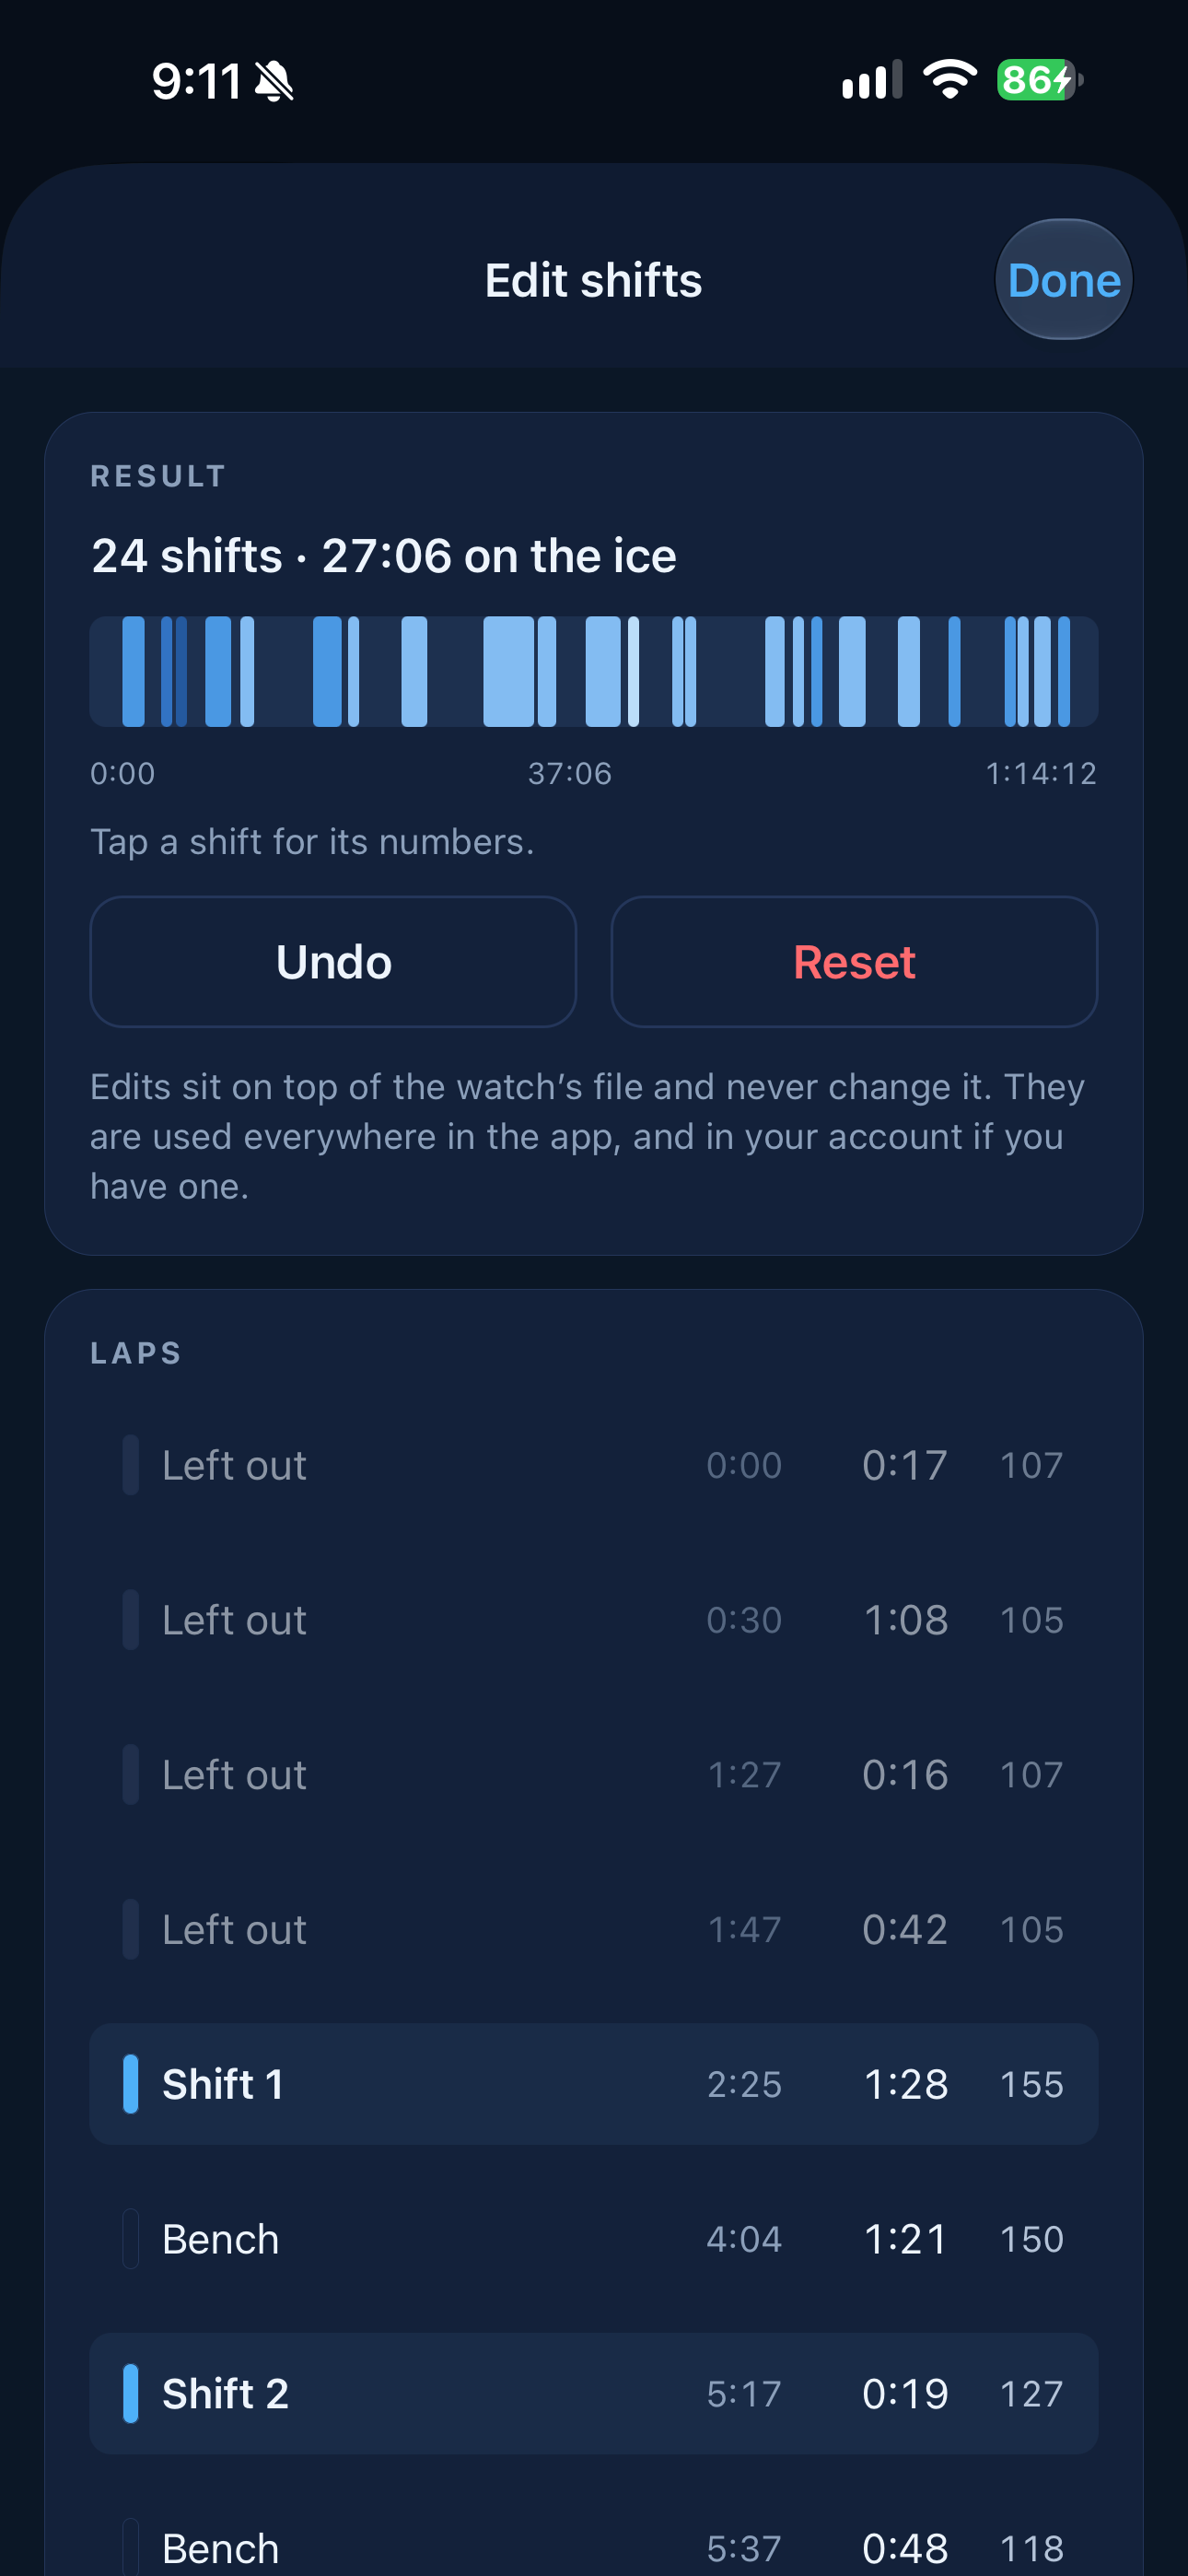 9:11
86
Edit shifts
Done
RESULT
24 shifts · 27:06 on the ice
0:00 37:06 1:14:12
Tap a shift for its numbers.
Undo Reset
Edits sit on top of the watch’s file and never change it. They
are used everywhere in the app, and in your account if you
have one.
LAPS
Left out 0:00 0:17 107
Left out 0:30 1:08 105
Left out 1:27 0:16 107
Left out 1:47 0:42 105
Shift 1 2:25 1:28 155
Bench 4:04 1:21 150
Shift 2 5:17 0:19 127
Bench 5:37 0:48 118